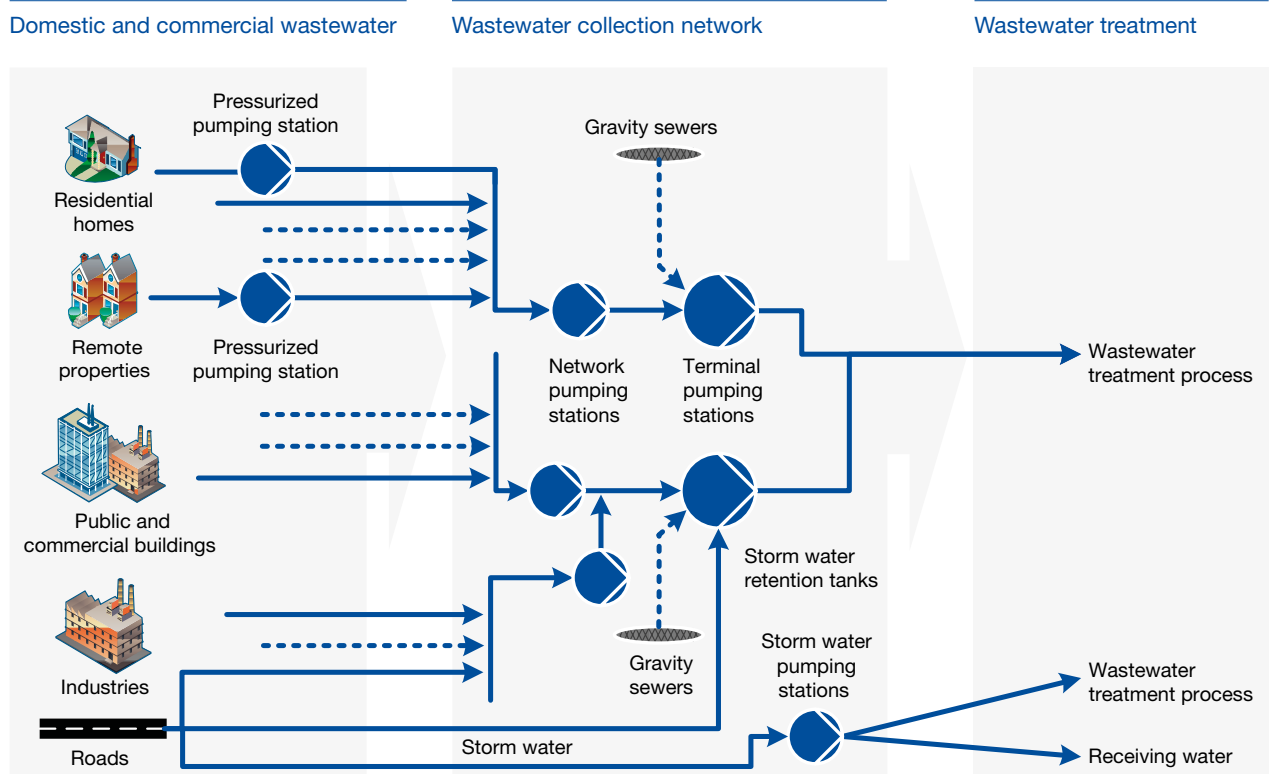 Domestic and commercial wastewater
Wastewater collection network
Wastewater treatment
Pressurized
pumping station
Gravity sewers
Residential
homes
Remote
properties
Pressurized
pumping station
Network
pumping
stations
Terminal
pumping
stations
Wastewater
treatment process
Public and
commercial buildings
Storm water
retention tanks
Industries
Gravity
sewers
Storm water
pumping
stations
Wastewater
treatment process
Roads
Storm water
Receiving water